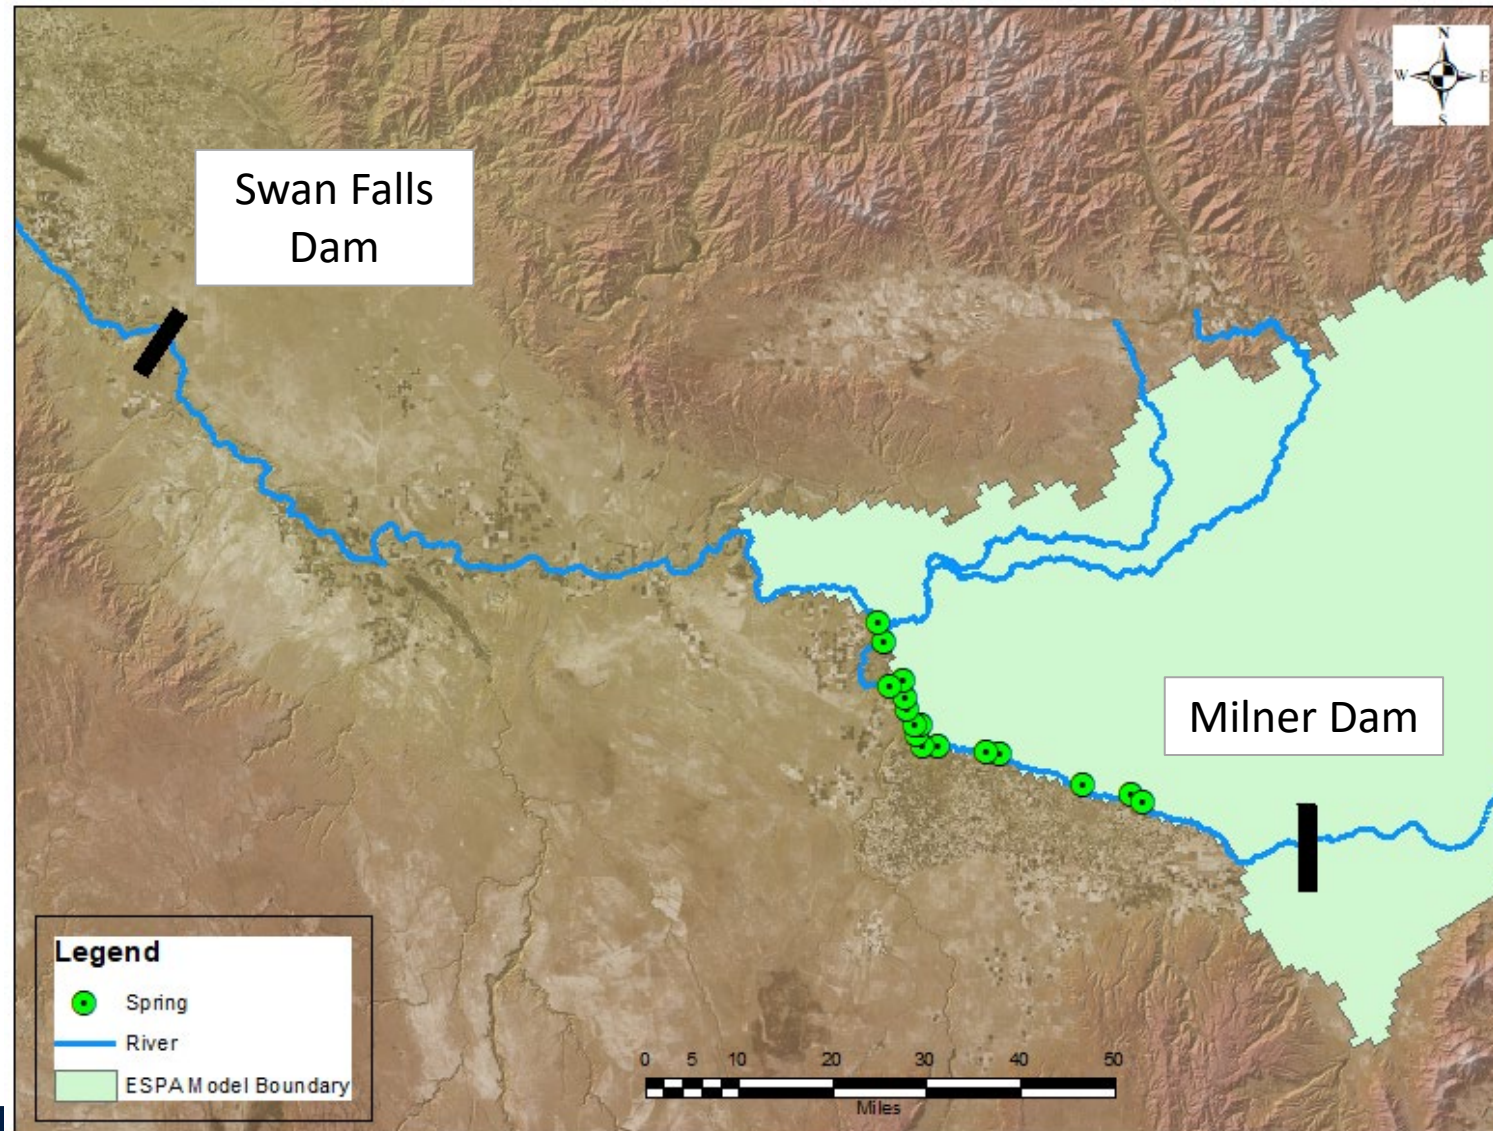 N
W E
S
Swan Falls
Dam
Milner Dam
Legend
Spring
River
ESPA Model Boundary
0 5 10 20 30 40 50
Miles